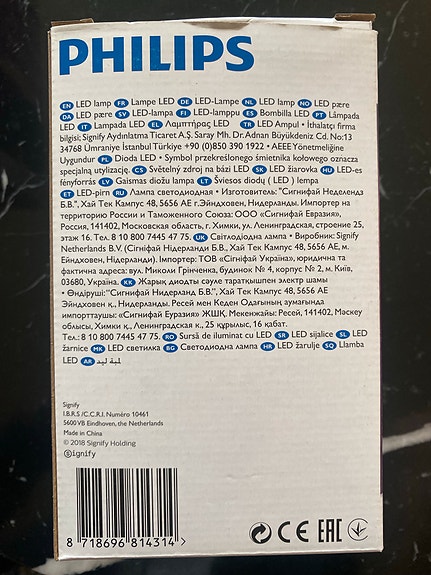 PHILIPS
EN LED lamp FR Lampe LED DE LED-Lampe NL LED lamp NO LED pære
DA LED pære SV LED-lampa FI LED-lamppu ES Bombilla LED PT Lâmpada
LED IT Lampada LED EL Λαμπτήρας LED TR LED Ampul • İthalatçı firma
bilgisi; Signify Aydınlatma Ticaret A.Ş. Saray Mh. Dr. Adnan Büyükdeniz Cd. No:13
34768 Ümraniye İstanbul Türkiye +90 (0)850 390 1922 • AEEE Yönetmeliğine
Uygundur PL Dioda LED • Symbol przekreślonego śmietnika kołowego oznacza
specjalną utylizację. CS Světelný zdroj na bázi LED SK LED žiarovka HU LED-es
fényforrás LV Gaismas diožu lampa LT Šviesos diodų ( LED ) lempa
ET LED-pirn RU Лампа светодиодная • Изготовитель: "Сигнифай Неделендз
Б.В.", Хай Тек Кампус 48, 5656 АЕ г.Эйндховен, Нидерланды. Импортер на
территорию России и Таможенного Союза: ООО «Сигнифай Евразия»,
Россия, 141402, Московская область, г. Химки, ул. Ленинградская, строение 25,
этаж 16. Тел. 8 10 800 7445 47 75. UK Світлодіодна лампа • Виробник: Signify
Netherlands B.V. (Сігніфай Нідерланди Б.В.), Хай Тек Кампус 48, 5656 АЕ, м.
Ейндховен, Нідерланди). Імпортер: ТОВ «Сігніфай Україна», юридична та
фактична адреса: вул. Миколи Грінченка, будинок № 4, корпус № 2, м. Київ,
03680, Україна. KK Жарық диодты сәуле таратқышпен электр шамы
• Өндіруші: "Сигнифай Нидерланд Б.В.", Хай Тек Кампус 48, 5656 АЕ
Эйндховен қ., Нидерланды. Ресей мен Кеден Одағының аумағында
импорттаушы: «Сигнифай Евразия» ЖШҚ, Мекенжайы: Ресей, 141402, Мәскеу
облысы, Химки қ., Ленинградская к., 25 құрылыс, 16 қабат.
Тел.: 8 10 800 7445 47 75. RO Sursă de iluminat cu LED SR LED sijalice SL LED
žarnice MK LED светилка BG Светодиодна лампа HR LED žarulje SQ Llamba
LED AR لمبة ليد
Signify
I.B.R.S /C.C.R.I. Numéro 10461
5600 VB Eindhoven, the Netherlands
Made in China
© 2018 Signify Holding
Signify
8 718696 814314 >
CE EAC